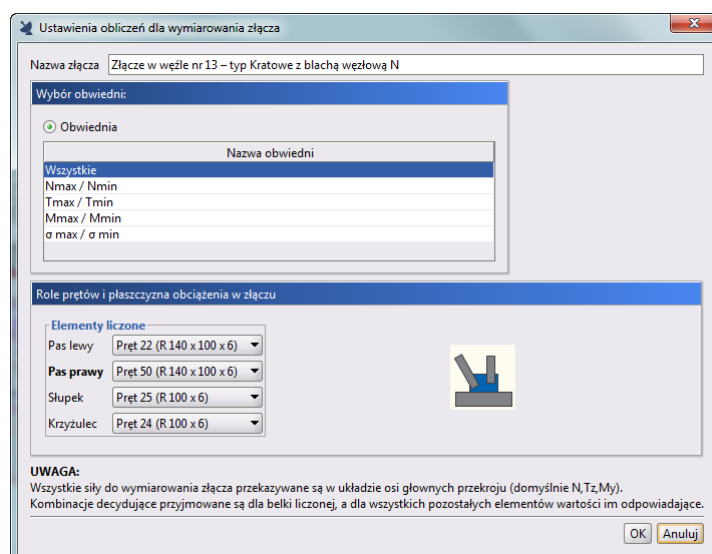 Ustawienia obliczeń dla wymiarowania złącza
Nazwa złącza Złącze w węźle nr 13 – typ Kratowe z blachą węzłową N
Wybór obwiedni:
Obwiednia
Nazwa obwiedni
Wszystkie
Nmax / Nmin
Tmax / Tmin
Mmax / Mmin
σ max / σ min
Role prętów i płaszczyzna obciążenia w złączu
Elementy liczone
Pas lewy Pręt 22 (R 140 x 100 x 6)
Pas prawy Pręt 50 (R 140 x 100 x 6)
Słupek Pręt 25 (R 100 x 6)
Krzyżulec Pręt 24 (R 100 x 6)
UWAGA:
Wszystkie siły do wymiarowania złącza przekazywane są w układzie osi głownych przekroju (domyślnie N,Tz,My).
Kombinacje decydujące przyjmowane są dla belki liczonej, a dla wszystkich pozostałych elementów wartości im odpowiadające.
OK Anuluj